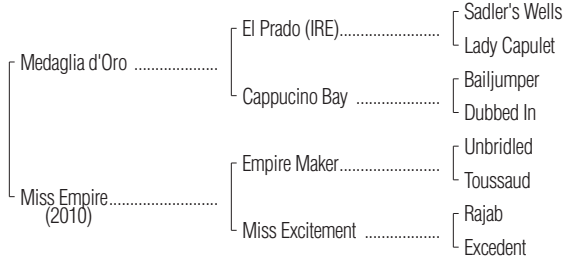 Sadler's Wells
El Prado (IRE)....................
Lady Capulet
Medaglia d'Oro .................
Bailjumper
Cappucino Bay .................
Dubbed In
Unbridled
Empire Maker....................
Toussaud
Miss Empire......................
(2010)
Rajab
Miss Excitement ...............
Excedent